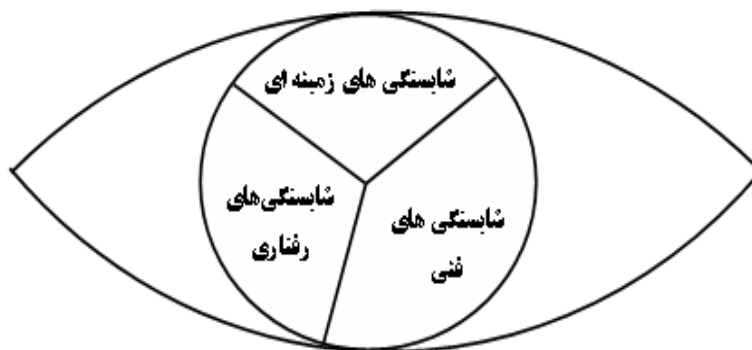 شایستگی های زمینه ای
شایستگی‌های
رفتاری
شایستگی های
فنی